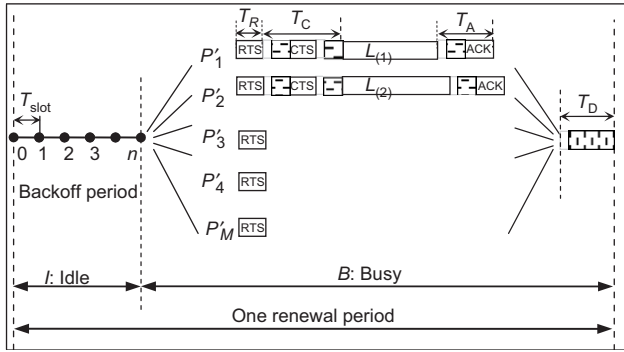 T_R T_C T_A
P'_1 RTS CTS L_(1) ACK
P'_2 RTS CTS L_(2) ACK
T_slot T_D
0 1 2 3 n P'_3 RTS
Backoff period P'_4 RTS
P'_M RTS
I: Idle B: Busy
One renewal period